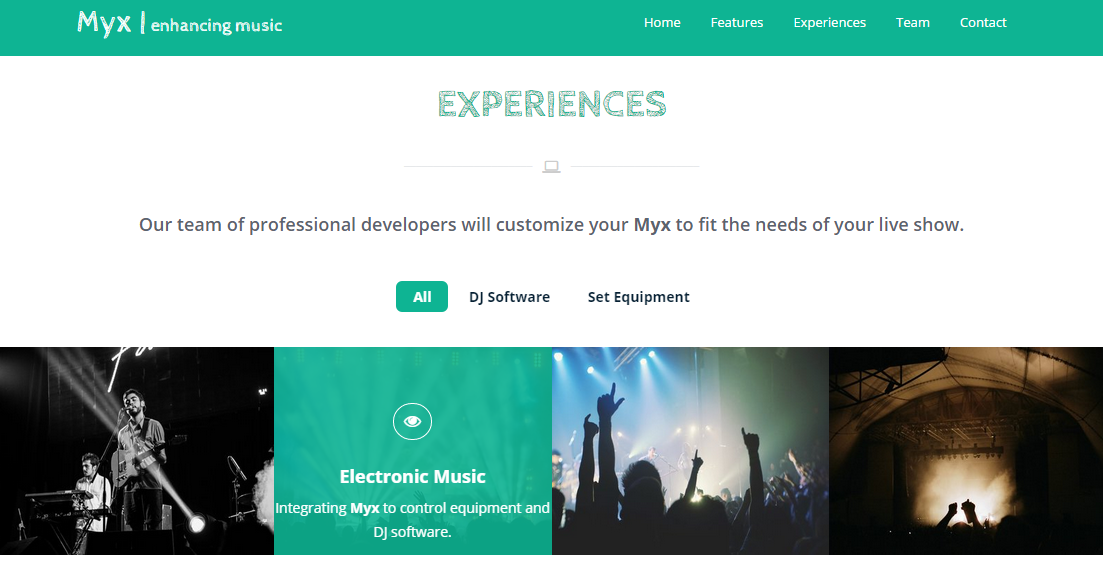 Myx | enhancing music
Home Features Experiences Team Contact
EXPERIENCES
Our team of professional developers will customize your Myx to fit the needs of your live show.
All DJ Software Set Equipment
Electronic Music
Integrating Myx to control equipment and
DJ software.